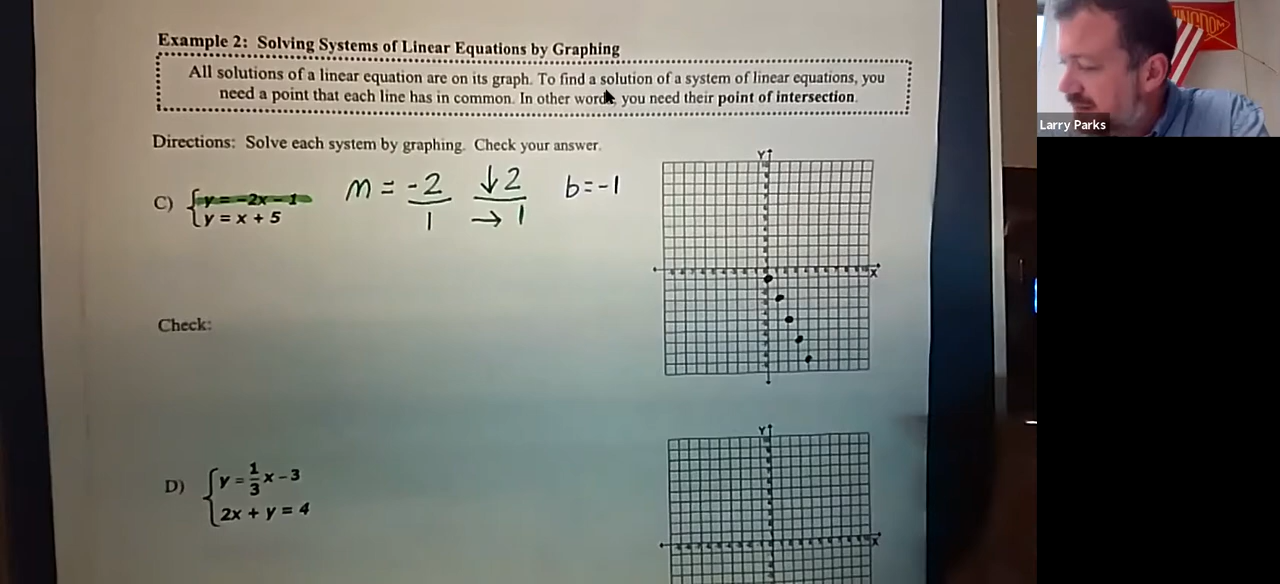 Example 2: Solving Systems of Linear Equations by Graphing
All solutions of a linear equation are on its graph. To find a solution of a system of linear equations, you
need a point that each line has in common. In other words, you need their point of intersection.
Directions: Solve each system by graphing. Check your answer.
C) y = -2x - 1
y = x + 5
m = -2/1 ↓2/→1 b=-1
Y
X
Check:
D) y = 1/3 x - 3
2x + y = 4
Y
X
KINGDOM
Larry Parks